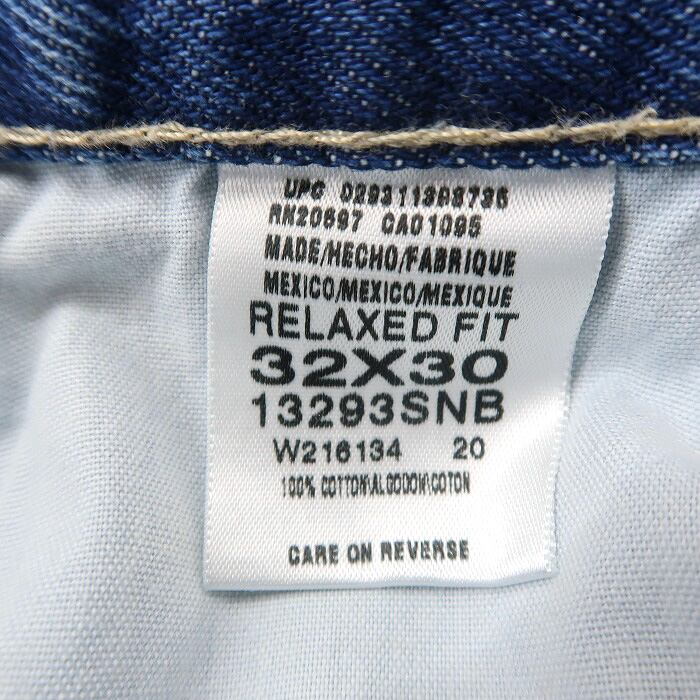 UPC 029311398736
RN20697 CA01095
MADE/HECHO/FABRIQUE
MEXICO/MEXICO/MEXIQUE
RELAXED FIT
32X30
13293SNB
W216134 20
100% COTTON\ALGODON\COTON
CARE ON REVERSE